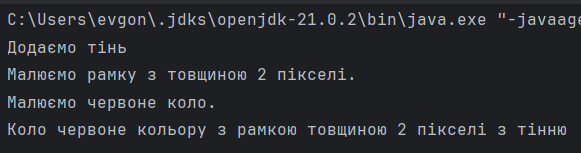 C:\Users\evgon\.jdks\openjdk-21.0.2\bin\java.exe "-javaage
Додаємо тінь
Малюємо рамку з товщиною 2 пікселі.
Малюємо червоне коло.
Коло червоне кольору з рамкою товщиною 2 пікселі з тінню